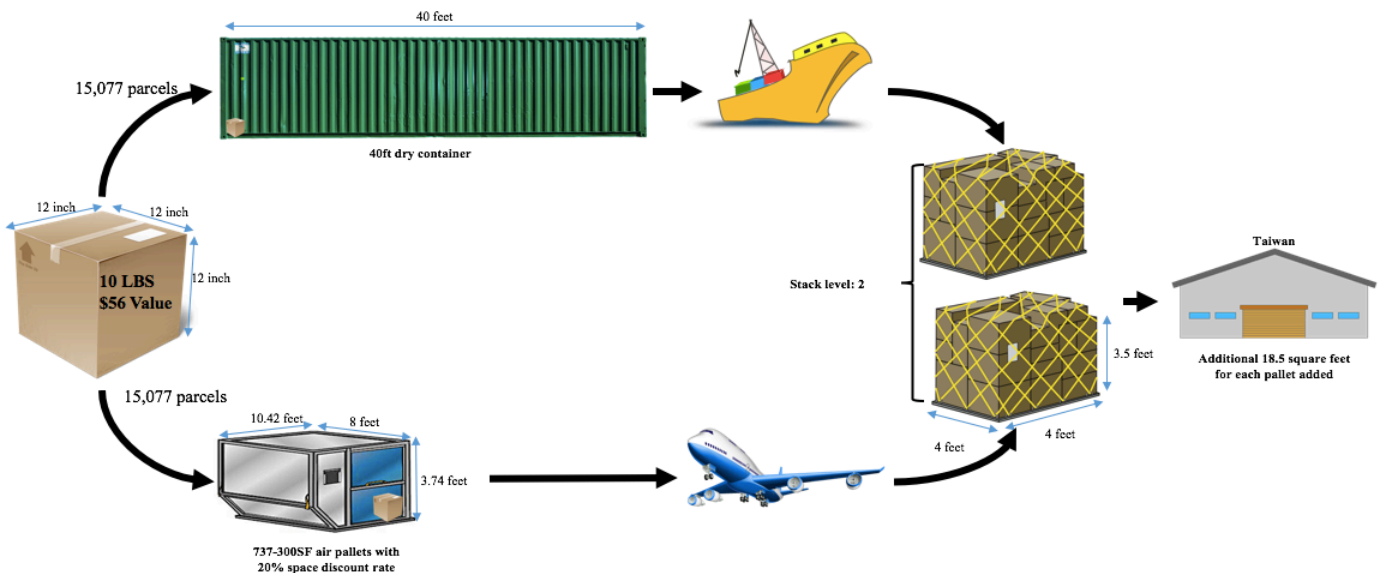 40 feet
15,077 parcels
40ft dry container
12 inch
12 inch
12 inch
10 LBS
$56 Value
Stack level: 2
Taiwan
3.5 feet
Additional 18.5 square feet
for each pallet added
15,077 parcels
10.42 feet
8 feet
3.74 feet
4 feet
4 feet
737-300SF air pallets with
20% space discount rate